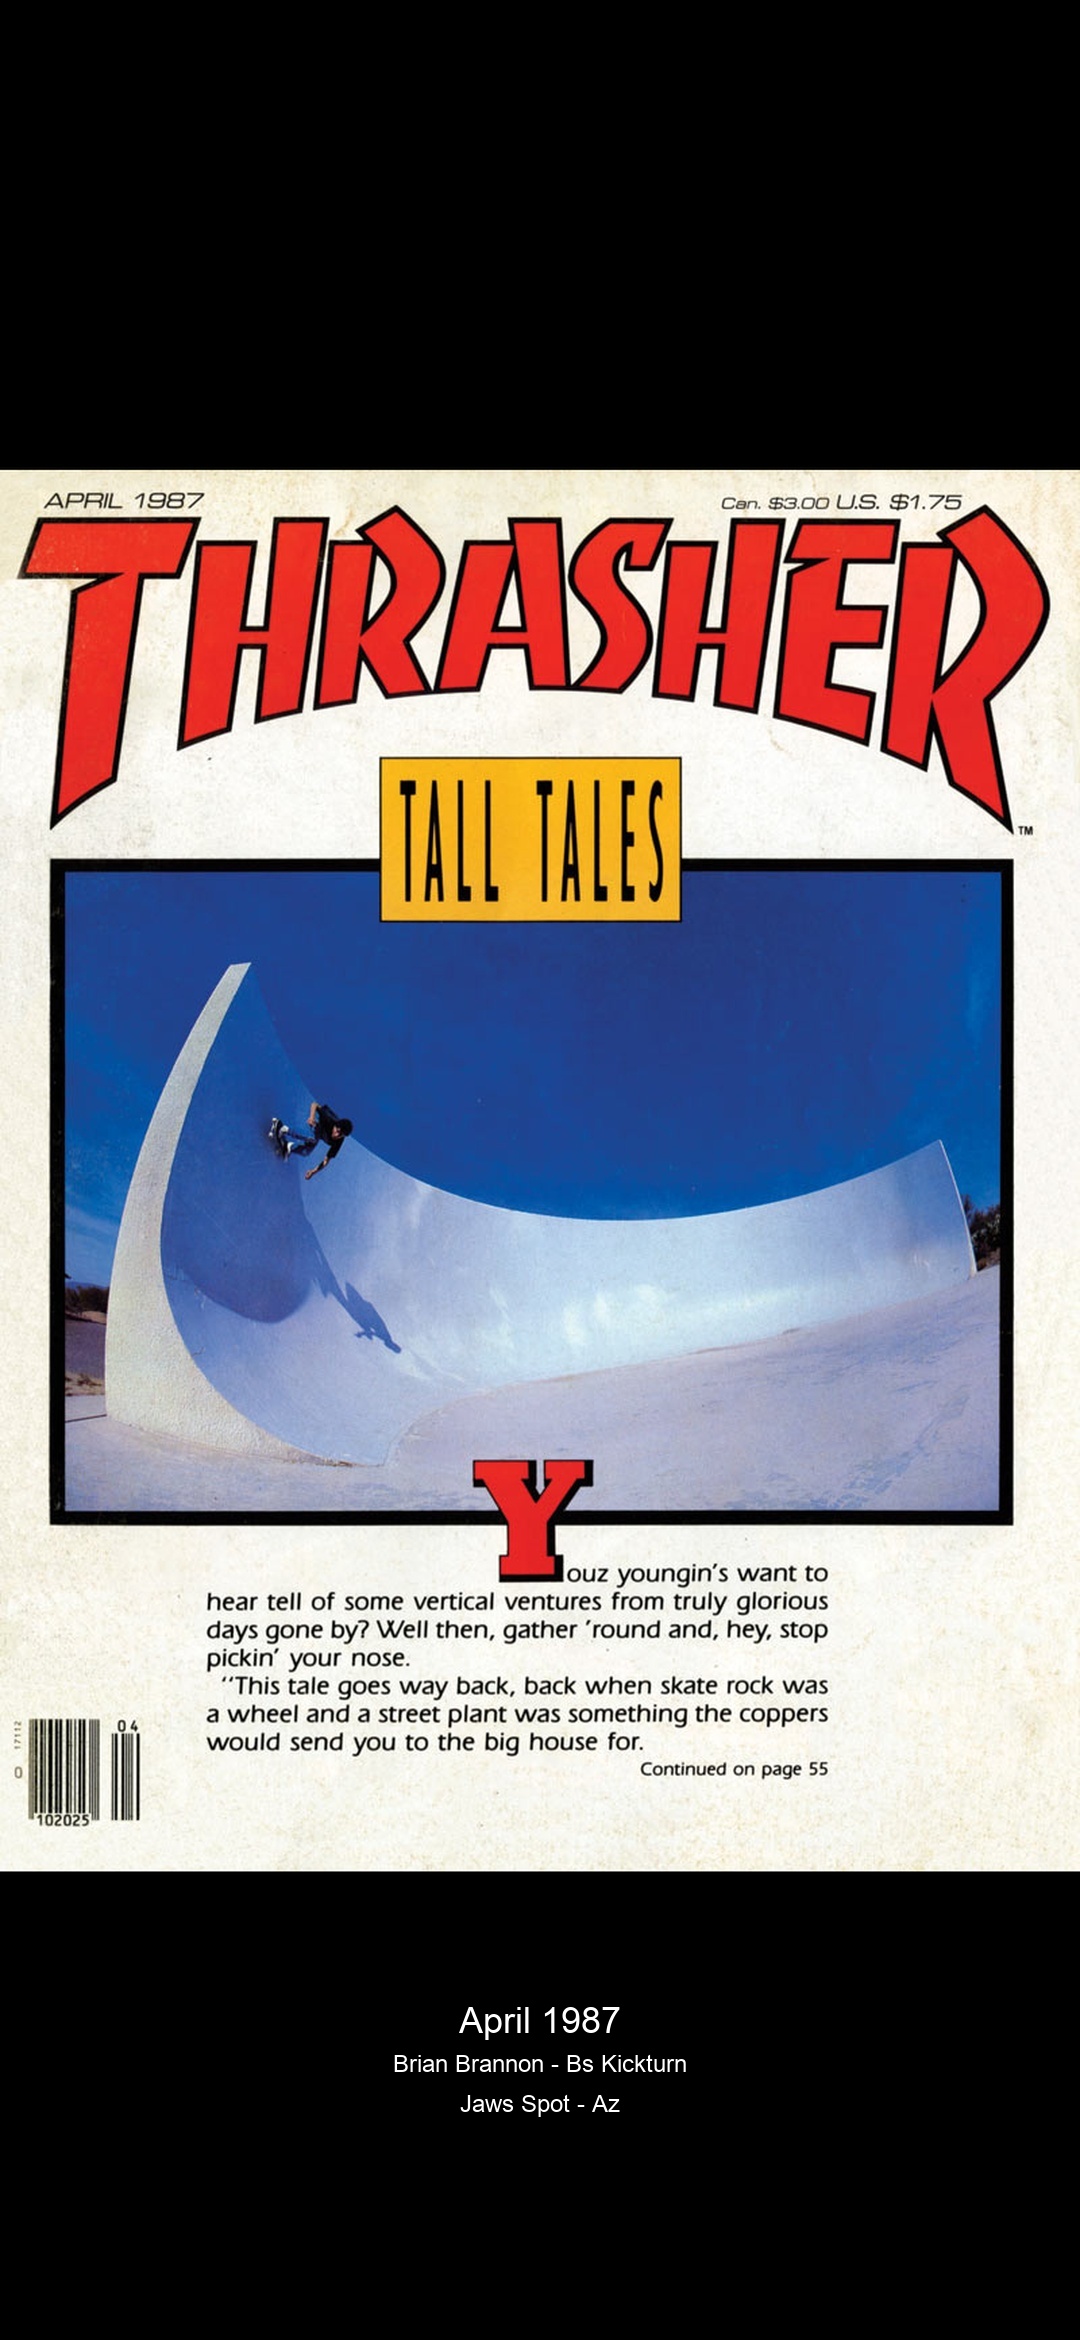 APRIL 1987
Can. $3.00 U.S. $1.75
THRASHER
TM
TALL TALES
Youz youngin's want to
hear tell of some vertical ventures from truly glorious
days gone by? Well then, gather 'round and, hey, stop
pickin' your nose.
"This tale goes way back, back when skate rock was
a wheel and a street plant was something the coppers
would send you to the big house for.
Continued on page 55
04
0 17112
102025
April 1987
Brian Brannon - Bs Kickturn
Jaws Spot - Az